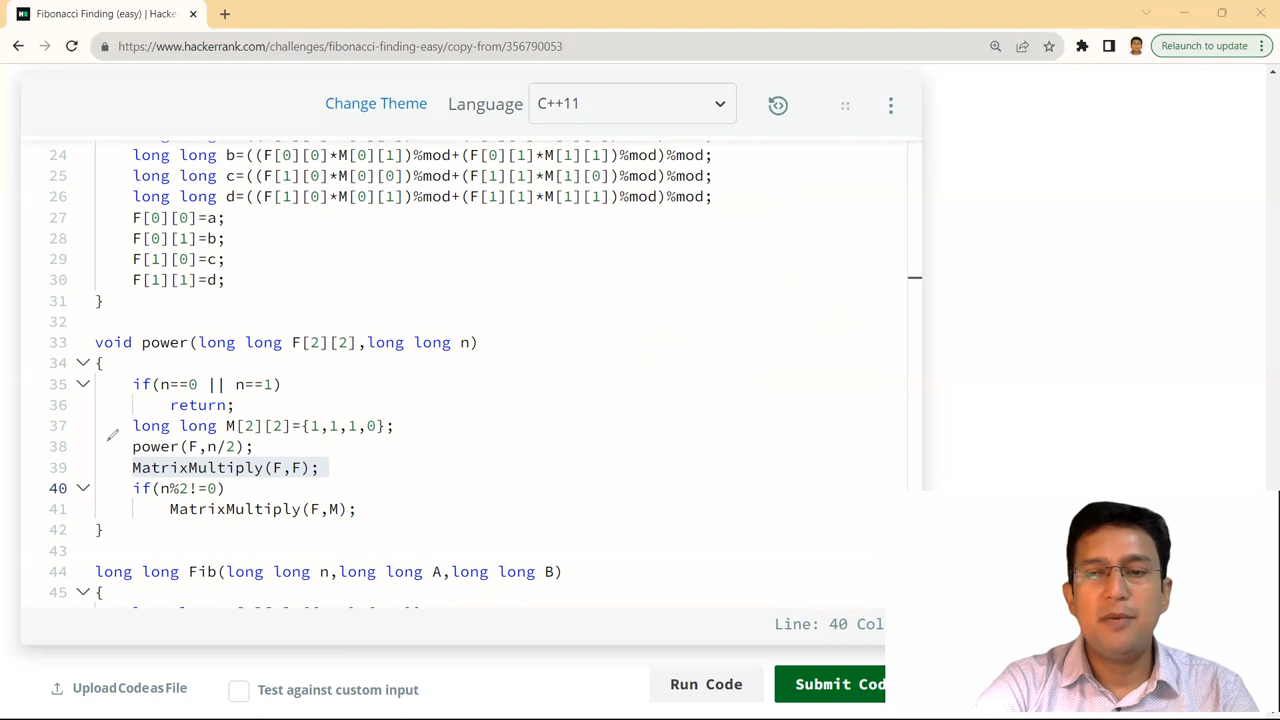 Fibonacci Finding (easy) | Hacker
https://www.hackerrank.com/challenges/fibonacci-finding-easy/copy-from/356790053
Relaunch to update
Change Theme Language C++11
24 long long b=((F[0][0]*M[0][1])%mod+(F[0][1]*M[1][1])%mod)%mod;
25 long long c=((F[1][0]*M[0][0])%mod+(F[1][1]*M[1][0])%mod)%mod;
26 long long d=((F[1][0]*M[0][1])%mod+(F[1][1]*M[1][1])%mod)%mod;
27 F[0][0]=a;
28 F[0][1]=b;
29 F[1][0]=c;
30 F[1][1]=d;
31 }
32
33 void power(long long F[2][2],long long n)
34 {
35 if(n==0 || n==1)
36 return;
37 long long M[2][2]={1,1,1,0};
38 power(F,n/2);
39 MatrixMultiply(F,F);
40 if(n%2!=0)
41 MatrixMultiply(F,M);
42 }
43
44 long long Fib(long long n,long long A,long long B)
45 {
Line: 40 Col
Upload Code as File
Test against custom input
Run Code
Submit Cod